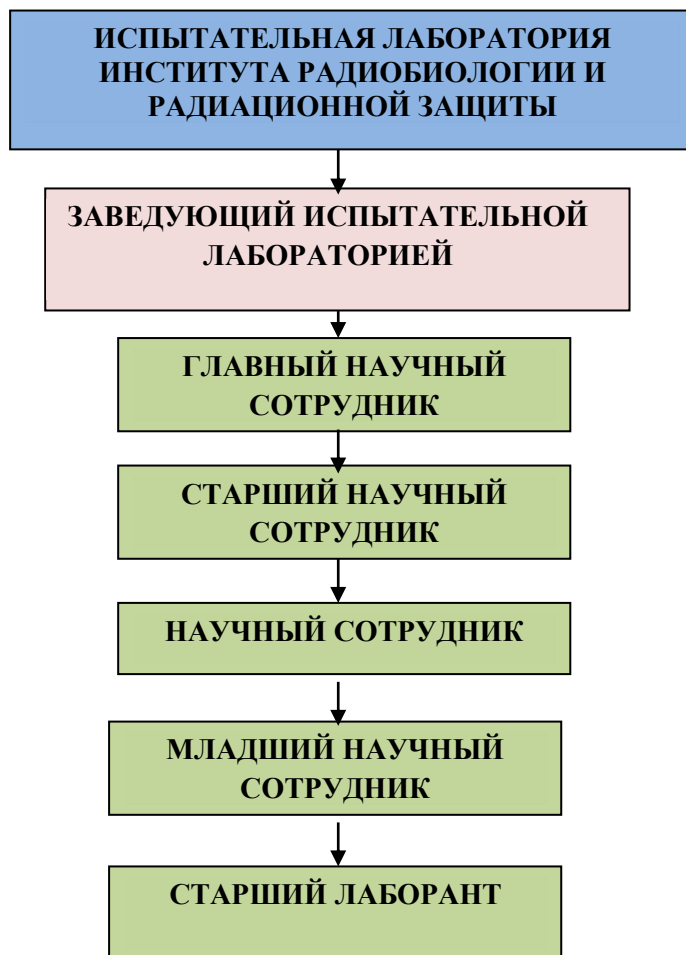 ИСПЫТАТЕЛЬНАЯ ЛАБОРАТОРИЯ
ИНСТИТУТА РАДИОБИОЛОГИИ И
РАДИАЦИОННОЙ ЗАЩИТЫ
ЗАВЕДУЮЩИЙ ИСПЫТАТЕЛЬНОЙ
ЛАБОРАТОРИЕЙ
ГЛАВНЫЙ НАУЧНЫЙ
СОТРУДНИК
СТАРШИЙ НАУЧНЫЙ
СОТРУДНИК
НАУЧНЫЙ СОТРУДНИК
МЛАДШИЙ НАУЧНЫЙ
СОТРУДНИК
СТАРШИЙ ЛАБОРАНТ